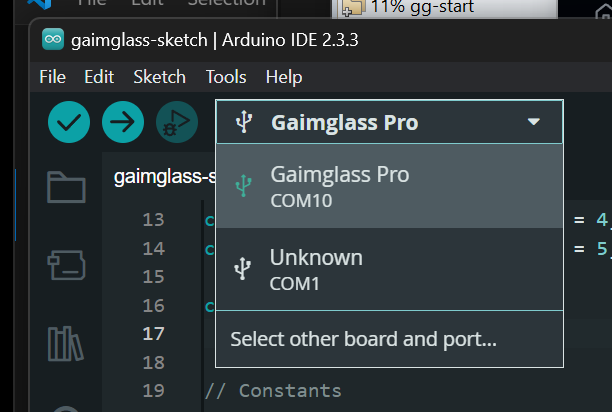 File Edit Selection
11% gg-start
gaimglass-sketch | Arduino IDE 2.3.3
File Edit Sketch Tools Help
Gaimglass Pro
Gaimglass Pro
COM10
Unknown
COM1
Select other board and port...
gaimglass-s
13 c = 4,
14 c = 5,
15
16 c
17
18
19 // Constants